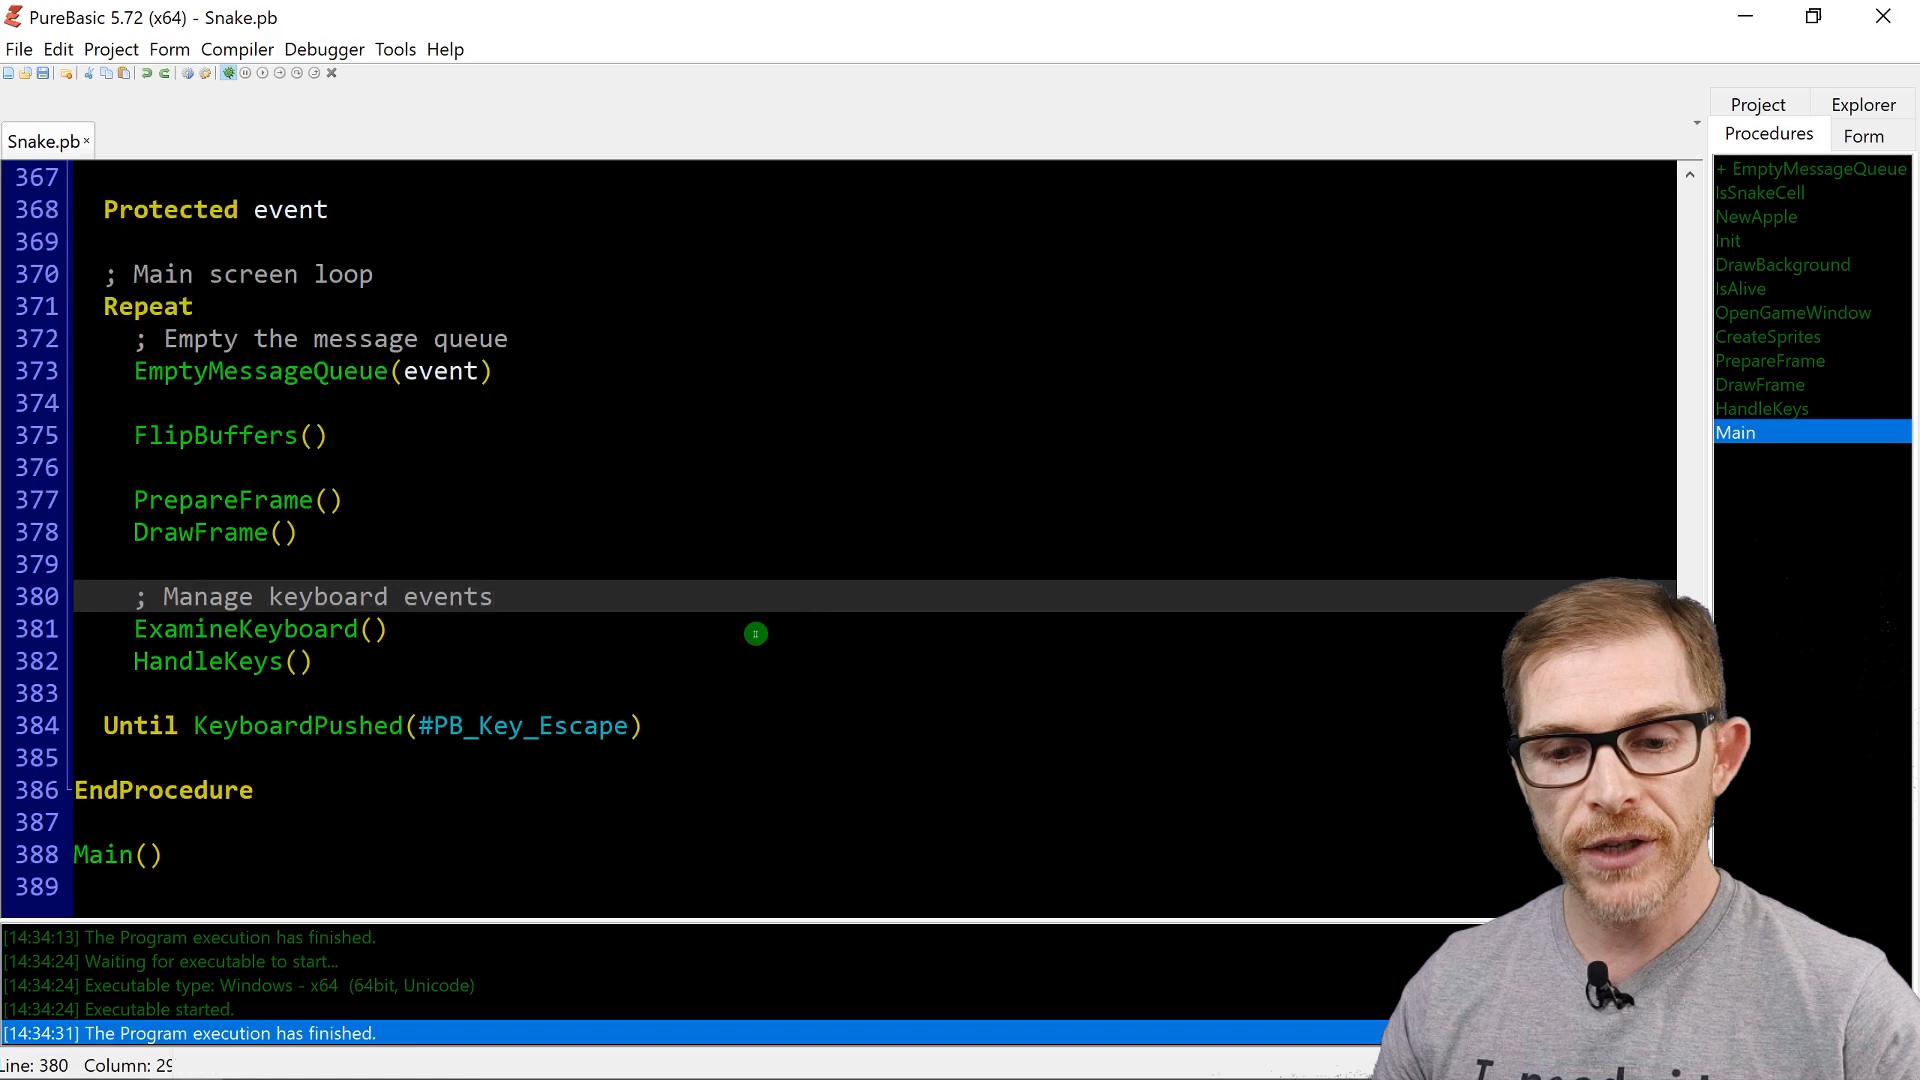 PureBasic 5.72 (x64) - Snake.pb
File Edit Project Form Compiler Debugger Tools Help
Project Explorer
Procedures Form
Snake.pb
367
368 Protected event
369
370 ; Main screen loop
371 Repeat
372 ; Empty the message queue
373 EmptyMessageQueue(event)
374
375 FlipBuffers()
376
377 PrepareFrame()
378 DrawFrame()
379
380 ; Manage keyboard events
381 ExamineKeyboard()
382 HandleKeys()
383
384 Until KeyboardPushed(#PB_Key_Escape)
385
386 EndProcedure
387
388 Main()
389
+ EmptyMessageQueue
IsSnakeCell
NewApple
Init
DrawBackground
IsAlive
OpenGameWindow
CreateSprites
PrepareFrame
DrawFrame
HandleKeys
Main
[14:34:13] The Program execution has finished.
[14:34:24] Waiting for executable to start...
[14:34:24] Executable type: Windows - x64 (64bit, Unicode)
[14:34:24] Executable started.
[14:34:31] The Program execution has finished.
Line: 380 Column: 29